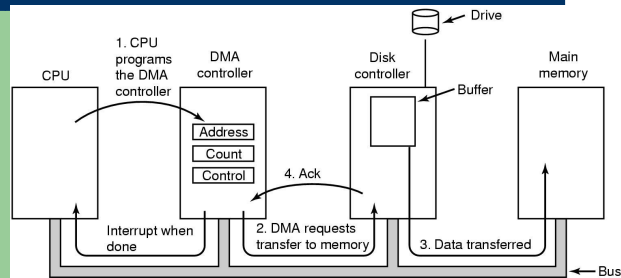 Drive
1. CPU
programs
the DMA
controller
CPU
DMA
controller
Disk
controller
Main
memory
Buffer
Address
Count
Control
4. Ack
Interrupt when
done
2. DMA requests
transfer to memory
3. Data transferred
Bus